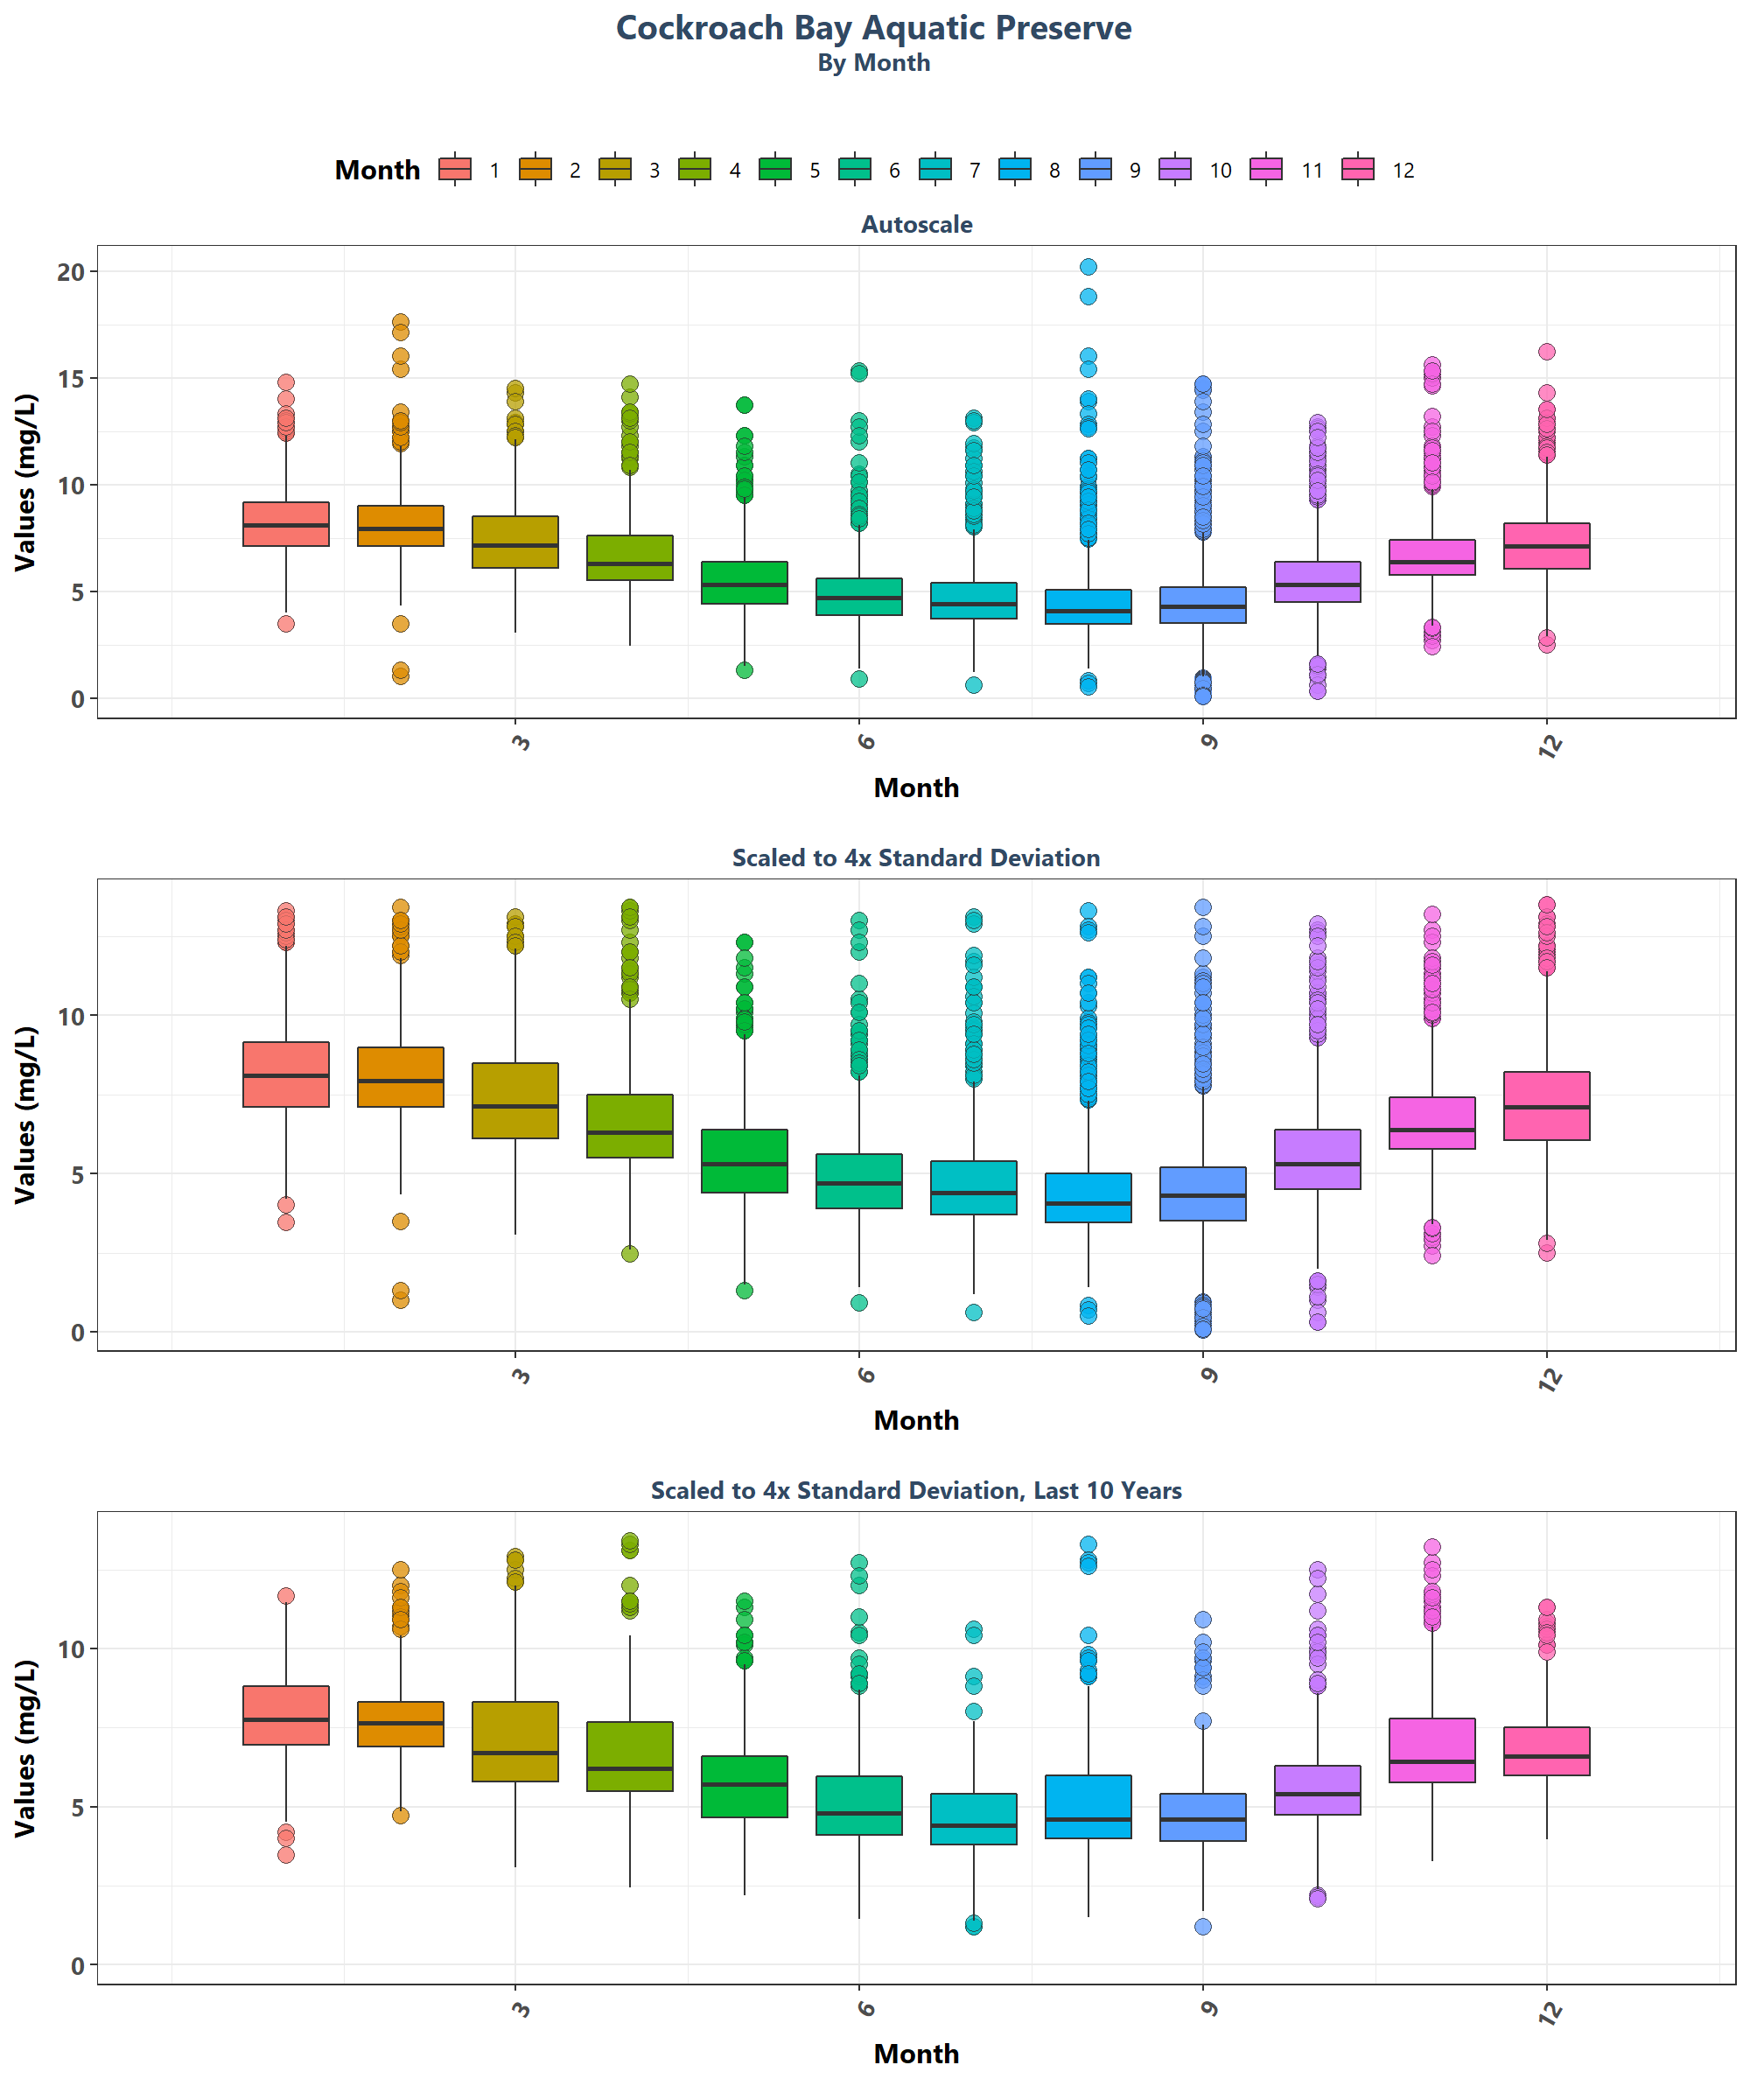 Cockroach Bay Aquatic Preserve
By Month
Month 1 2 3 4 5 6 7 8 9 10 11 12
Autoscale
Values (mg/L)
20
15
10
5
0
3 6 9 12
Month
Scaled to 4x Standard Deviation
Values (mg/L)
10
5
0
3 6 9 12
Month
Scaled to 4x Standard Deviation, Last 10 Years
Values (mg/L)
10
5
0
3 6 9 12
Month